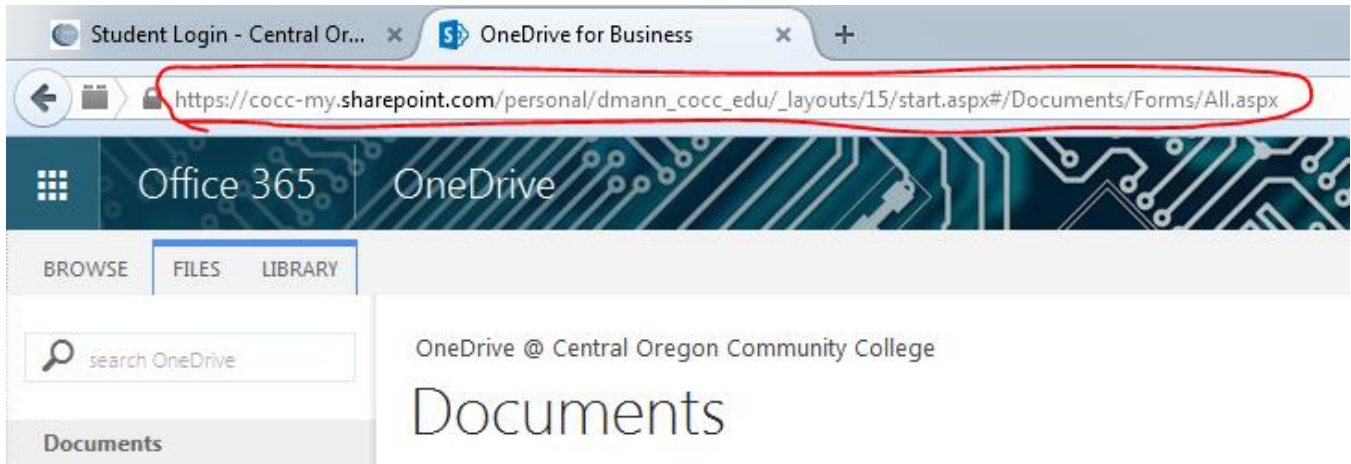 Student Login - Central Or...
OneDrive for Business
https://cocc-my.sharepoint.com/personal/dmann_cocc_edu/_layouts/15/start.aspx#/Documents/Forms/All.aspx
Office 365 OneDrive
BROWSE FILES LIBRARY
search OneDrive
OneDrive @ Central Oregon Community College
Documents
Documents